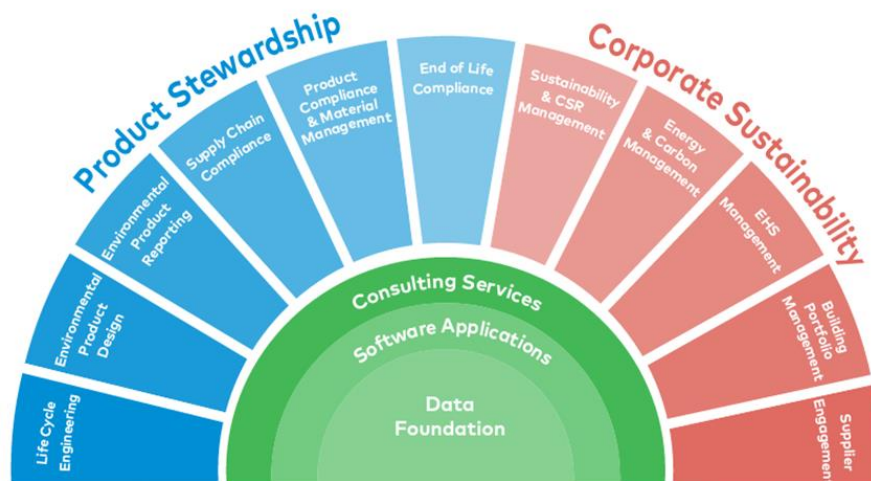 Product Stewardship
Corporate Sustainability
Life Cycle
Engineering
Environmental
Product
Design
Environmental
Product
Reporting
Supply Chain
Compliance
Product
Compliance
& Material
Management
End of Life
Compliance
Sustainability
& CSR
Management
Energy
& Carbon
Management
EHS
Management
Building
Portfolio
Management
Supplier
Engagement
Consulting Services
Software Applications
Data
Foundation